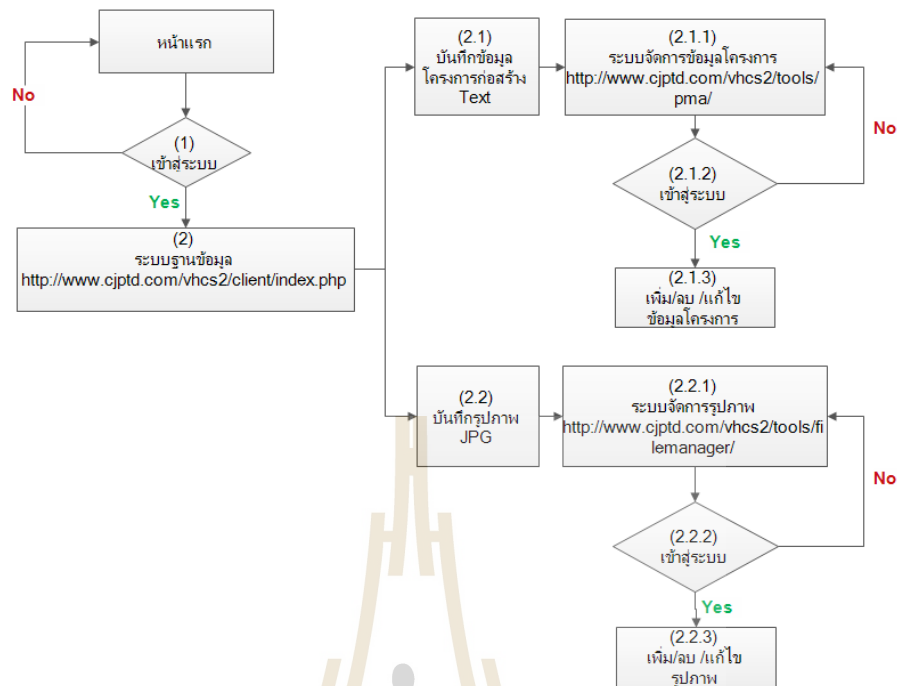 หน้าแรก
No
(1)
เข้าสู่ระบบ
Yes
(2)
ระบบฐานข้อมูล
http://www.cjptd.com/vhcs2/client/index.php
(2.1)
บันทึกข้อมูล
โครงการก่อสร้าง
Text
(2.1.1)
ระบบจัดการข้อมูลโครงการ
http://www.cjptd.com/vhcs2/tools/
pma/
No
(2.1.2)
เข้าสู่ระบบ
Yes
(2.1.3)
เพิ่ม/ลบ /แก้ไข
ข้อมูลโครงการ
(2.2)
บันทึกรูปภาพ
JPG
(2.2.1)
ระบบจัดการรูปภาพ
http://www.cjptd.com/vhcs2/tools/fi
lemanager/
No
(2.2.2)
เข้าสู่ระบบ
Yes
(2.2.3)
เพิ่ม/ลบ /แก้ไข
รูปภาพ